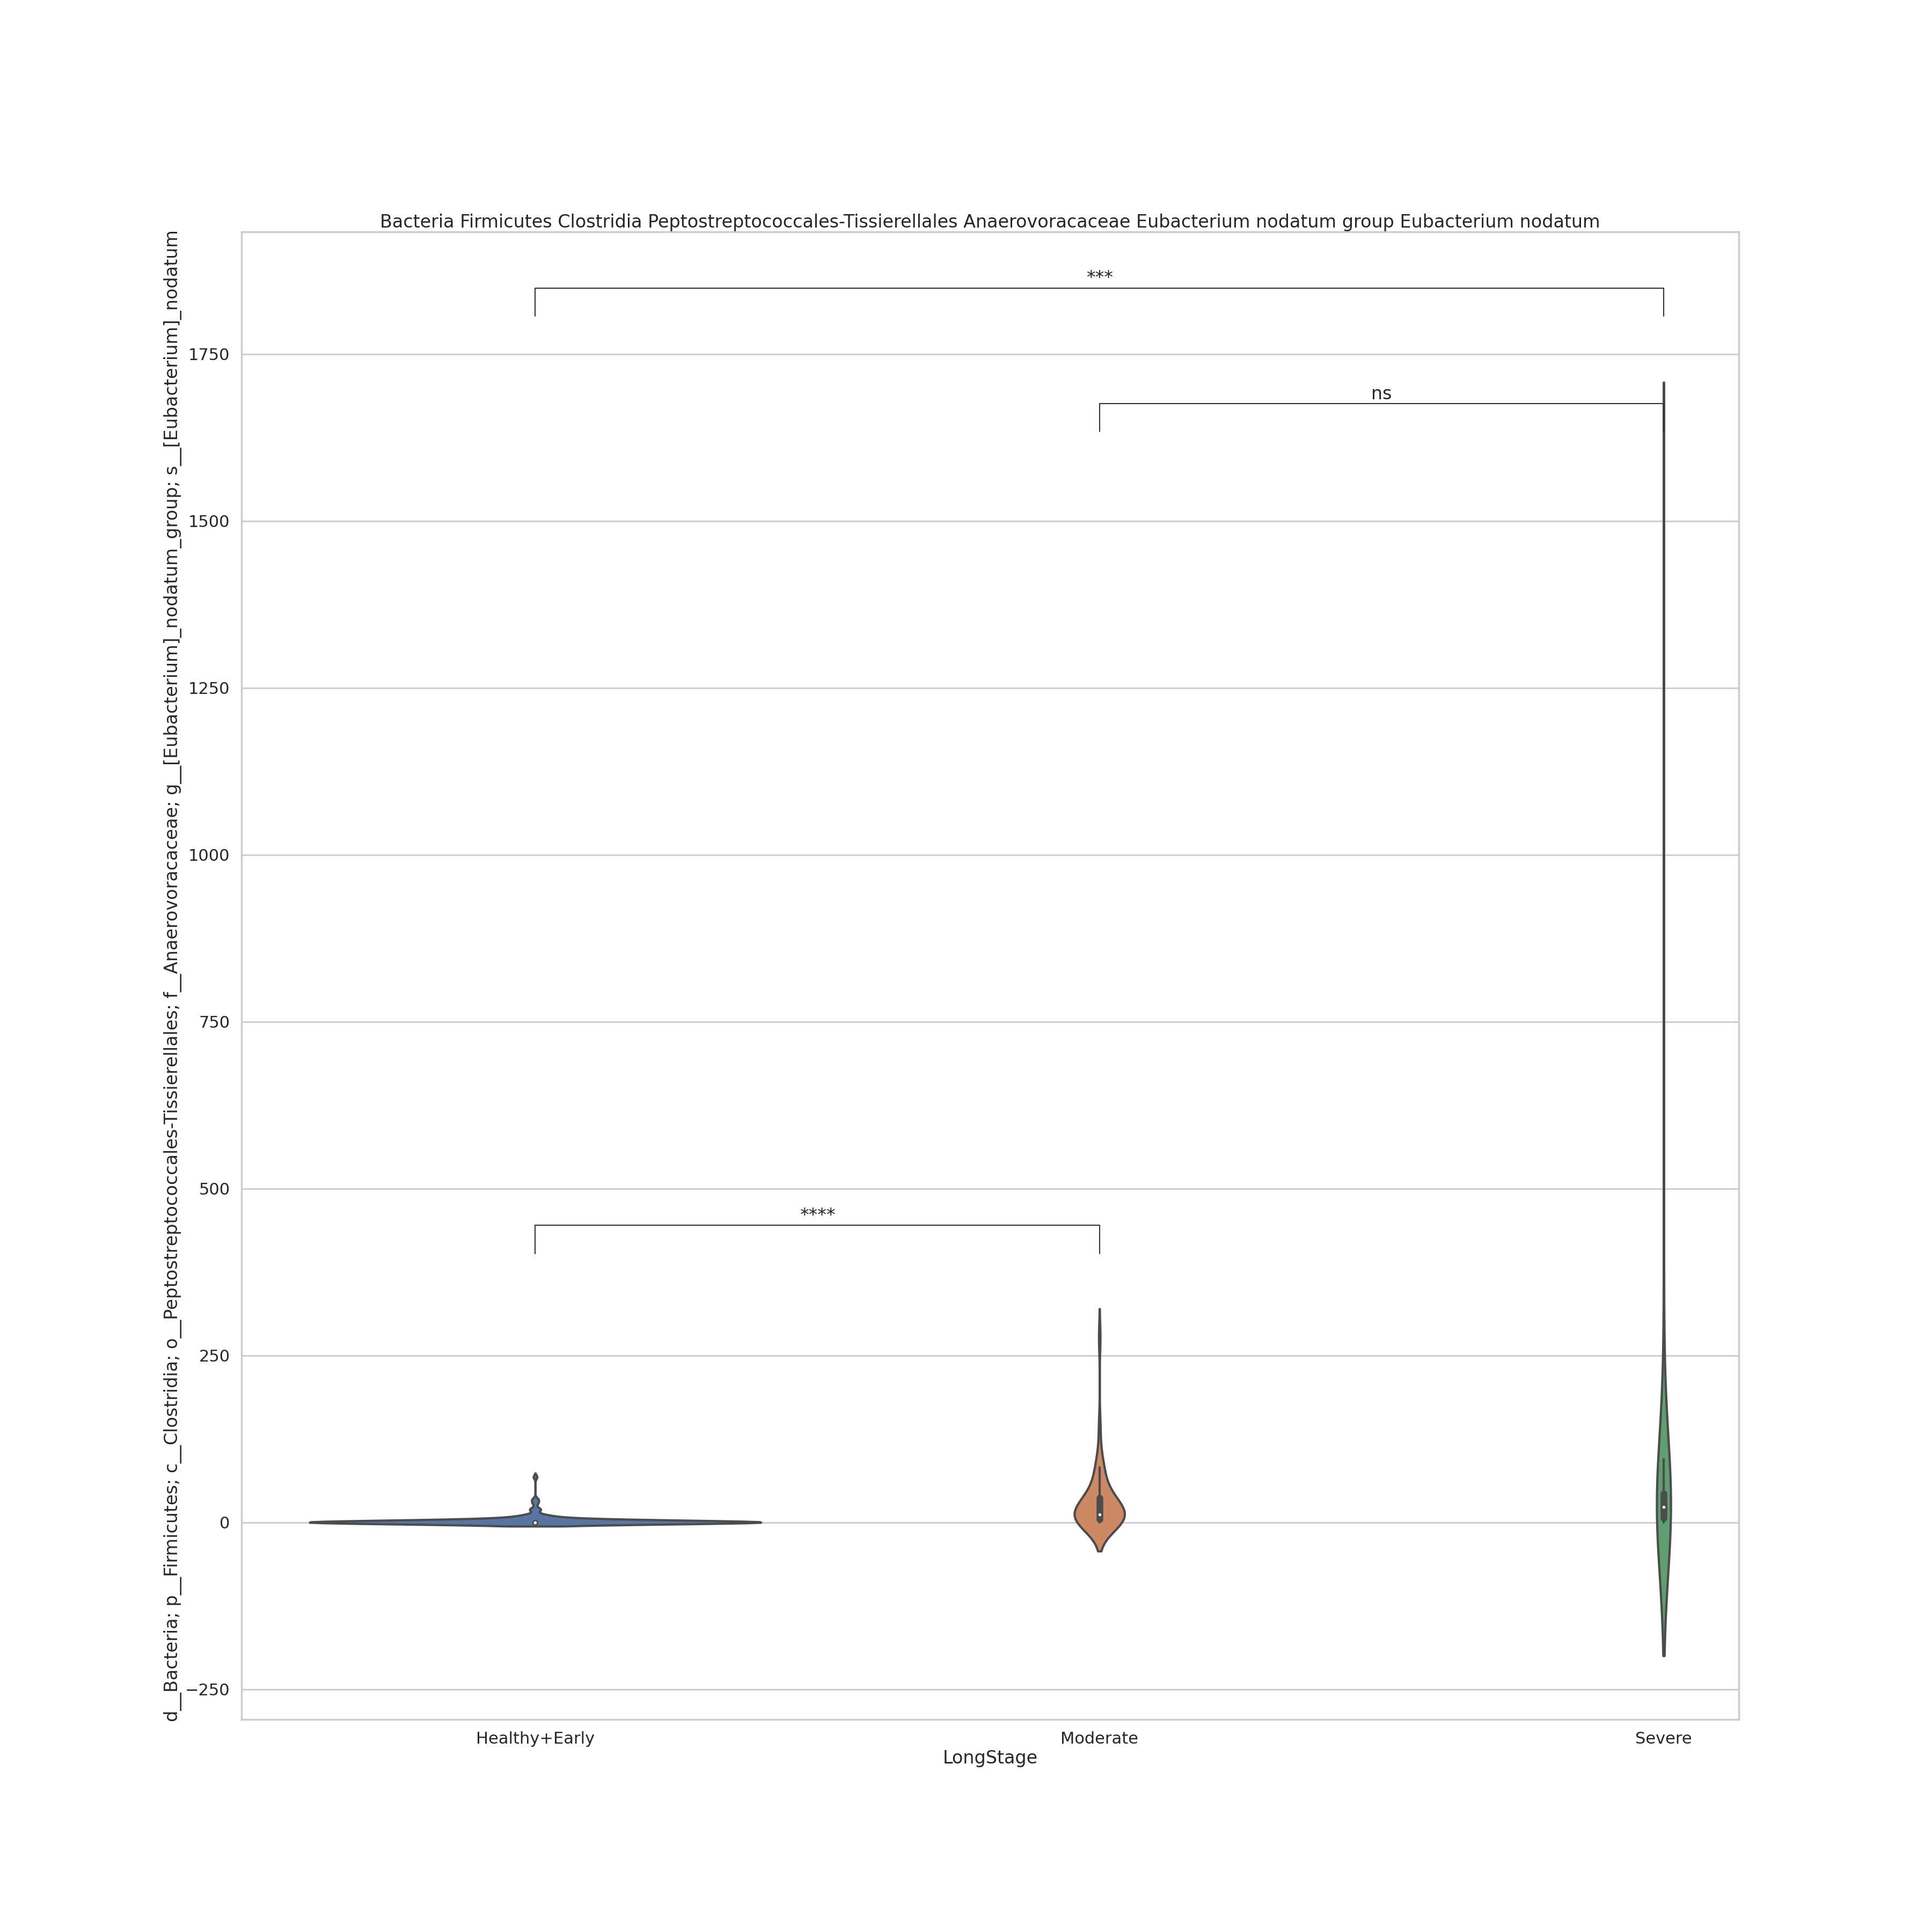 Bacteria Firmicutes Clostridia Peptostreptococcales-Tissierellales Anaerovoracaceae Eubacterium nodatum group Eubacterium nodatum
d__Bacteria; p__Firmicutes; c__Clostridia; o__Peptostreptococcales-Tissierellales; f__Anaerovoracaceae; g__[Eubacterium]_nodatum_group; s__[Eubacterium]_nodatum
***
1750
ns
1500
1250
1000
750
500
****
250
0
−250
Healthy+Early
Moderate
Severe
LongStage